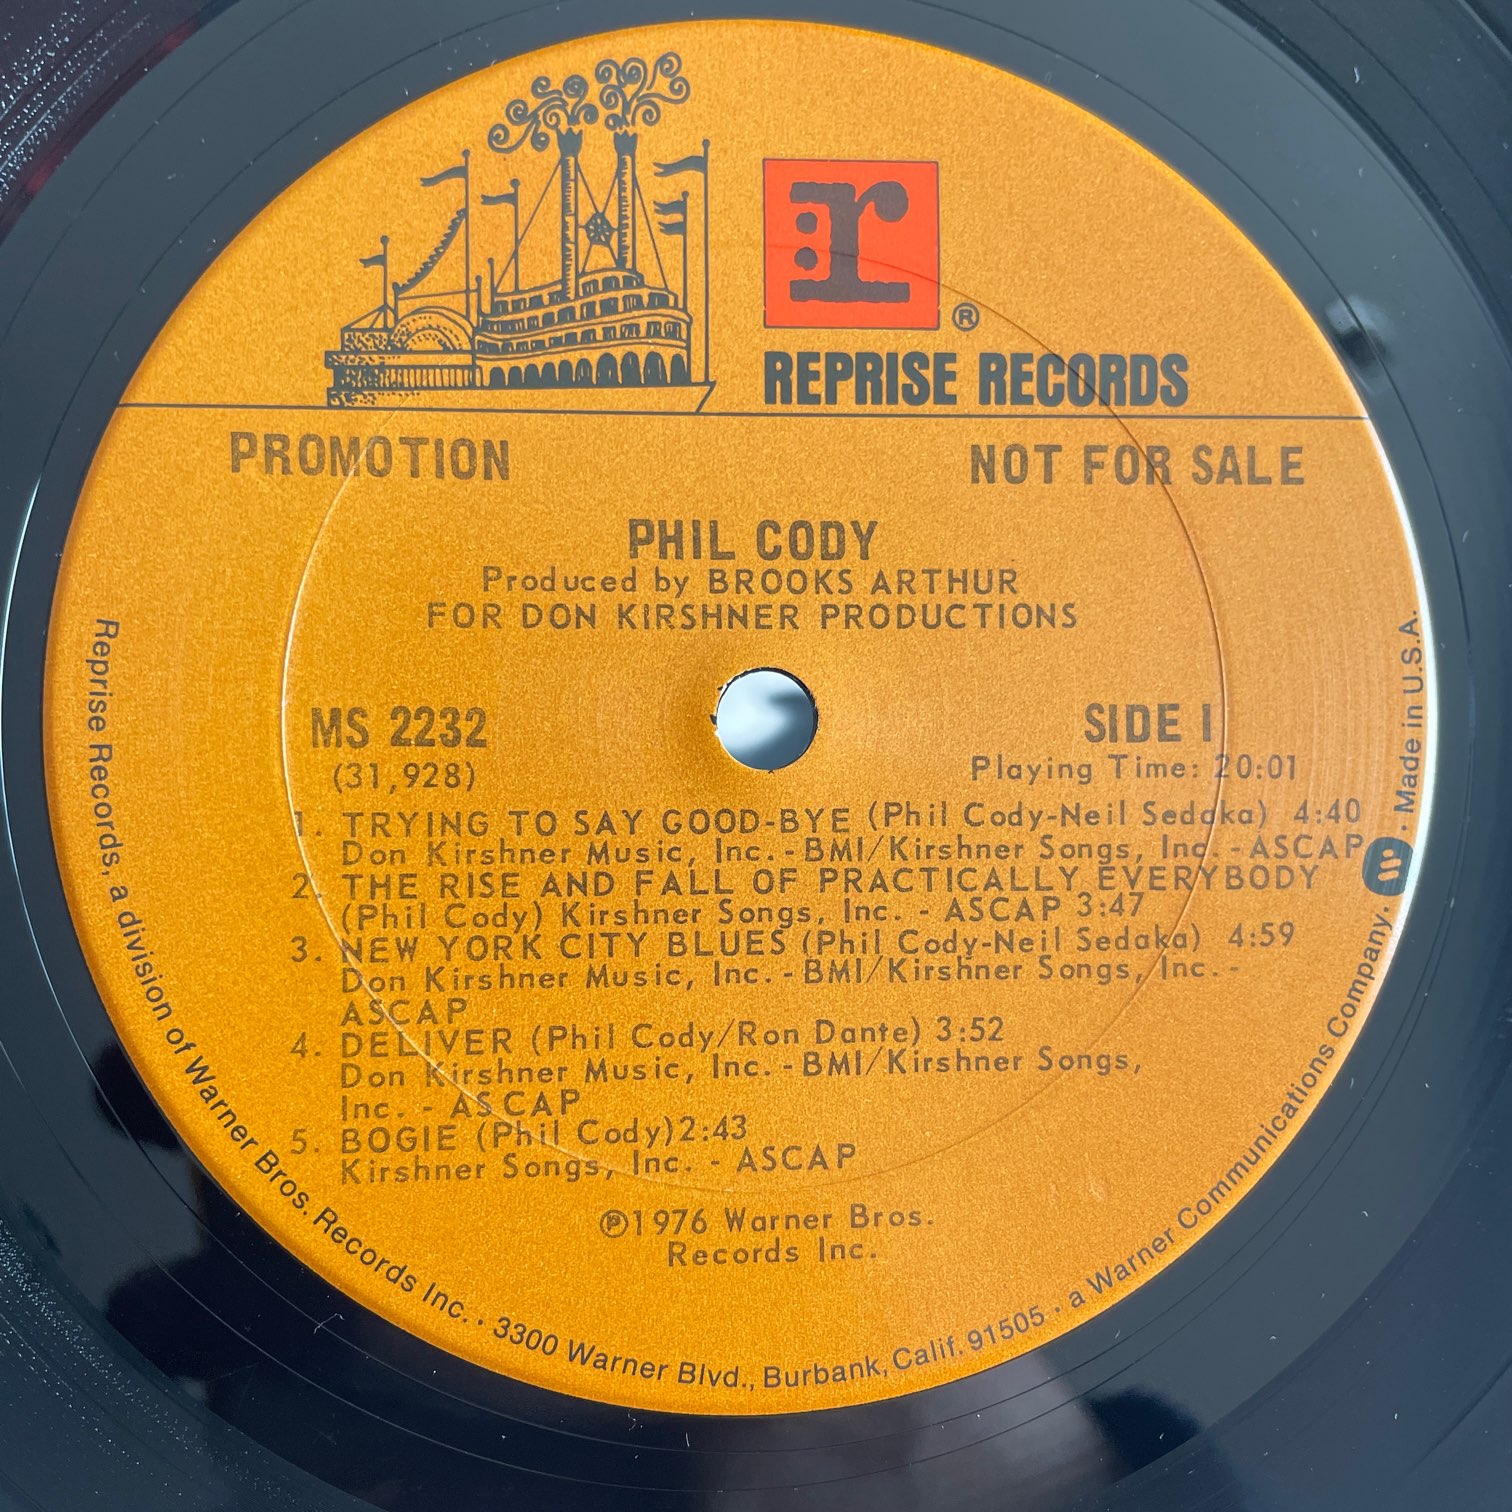 r
®
REPRISE RECORDS
PROMOTION
NOT FOR SALE
PHIL CODY
Produced by BROOKS ARTHUR
FOR DON KIRSHNER PRODUCTIONS
MS 2232
(31,928)
SIDE 1
Playing Time: 20:01
1. TRYING TO SAY GOOD-BYE (Phil Cody-Neil Sedaka) 4:40
Don Kirshner Music, Inc. - BMI/Kirshner Songs, Inc. - ASCAP
2. THE RISE AND FALL OF PRACTICALLY EVERYBODY
(Phil Cody) Kirshner Songs, Inc. - ASCAP 3:47
3. NEW YORK CITY BLUES (Phil Cody-Neil Sedaka) 4:59
Don Kirshner Music, Inc. - BMI/Kirshner Songs, Inc. -
ASCAP
4. DELIVER (Phil Cody/Ron Dante) 3:52
Don Kirshner Music, Inc. - BMI/Kirshner Songs,
Inc. - ASCAP
5. BOGIE (Phil Cody) 2:43
Kirshner Songs, Inc. - ASCAP
℗1976 Warner Bros.
Records Inc.
Reprise Records, a division of Warner Bros. Records Inc. • 3300 Warner Blvd., Burbank, Calif. 91505 • a Warner Communications Company. W • Made in U.S.A.